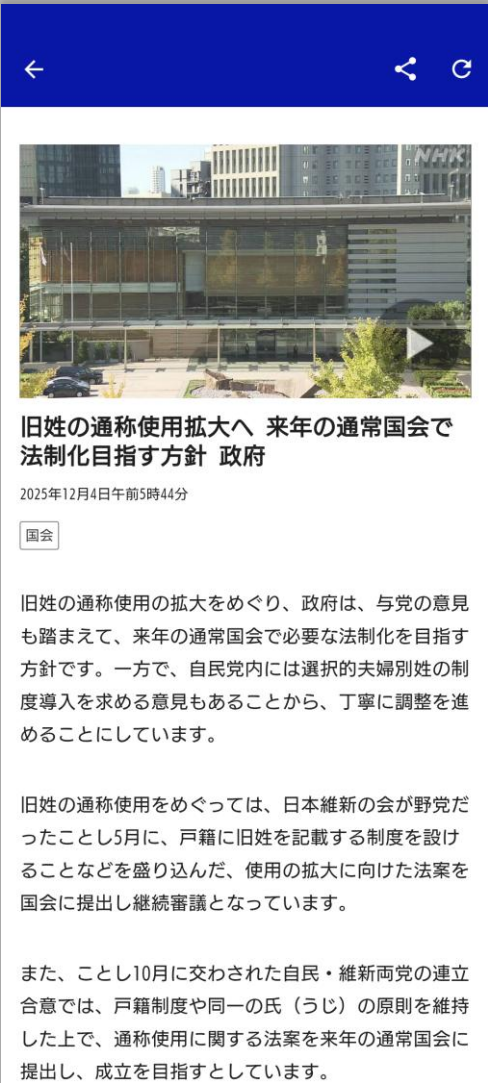 NHK
旧姓の通称使用拡大へ 来年の通常国会で
法制化目指す方針 政府
2025年12月4日午前5時44分
国会
旧姓の通称使用の拡大をめぐり、政府は、与党の意見
も踏まえて、来年の通常国会で必要な法制化を目指す
方針です。一方で、自民党内には選択的夫婦別姓の制
度導入を求める意見もあることから、丁寧に調整を進
めることにしています。
旧姓の通称使用をめぐっては、日本維新の会が野党だ
ったことし5月に、戸籍に旧姓を記載する制度を設け
ることなどを盛り込んだ、使用の拡大に向けた法案を
国会に提出し継続審議となっています。
また、ことし10月に交わされた自民・維新両党の連立
合意では、戸籍制度や同一の氏（うじ）の原則を維持
した上で、通称使用に関する法案を来年の通常国会に
提出し、成立を目指すとしています。